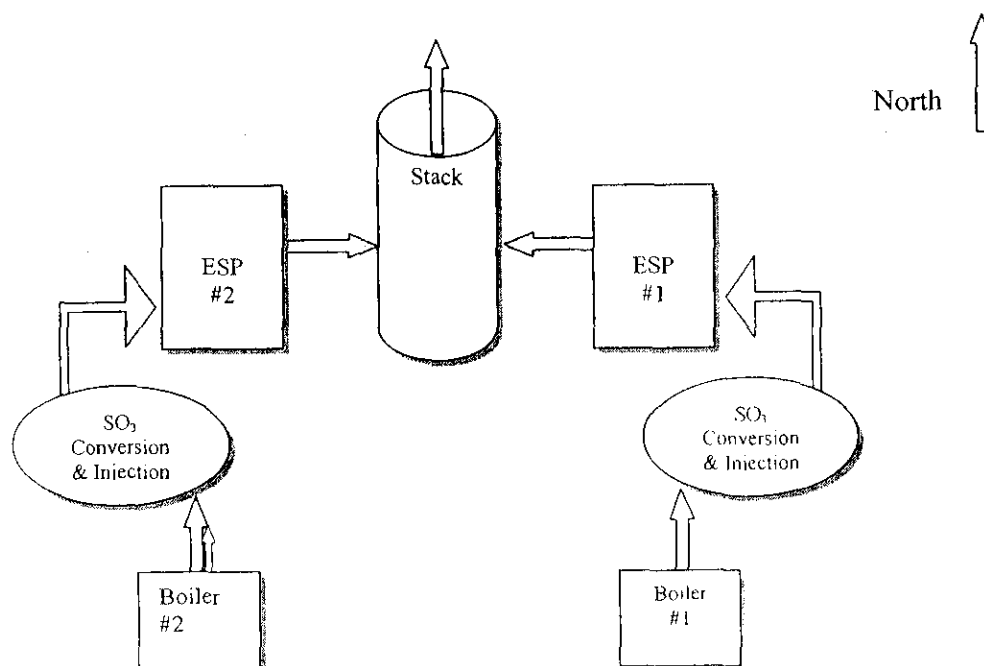 North
Stack
ESP
#2
ESP
#1
SO₃
Conversion
& Injection
SO₃
Conversion
& Injection
Boiler
#2
Boiler
#1